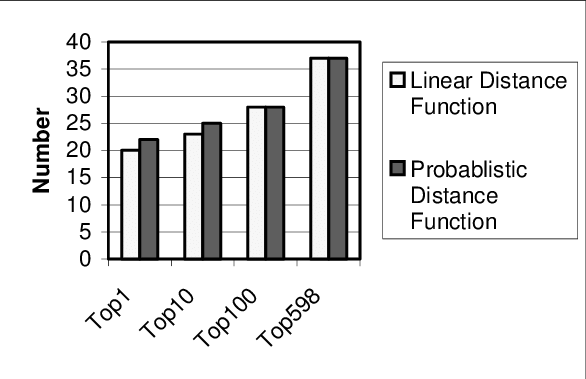 40
35
30
25
20
15
10
5
0
Number
Top1
Top10
Top100
Top598
Linear Distance
Function
Probablistic
Distance
Function